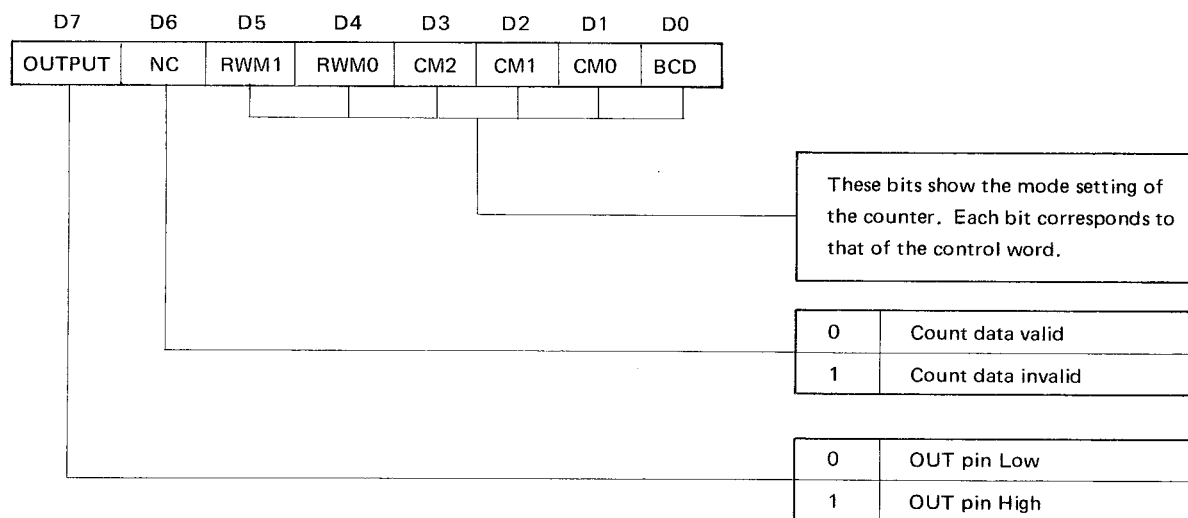 D7 D6 D5 D4 D3 D2 D1 D0
OUTPUT NC RWM1 RWM0 CM2 CM1 CM0 BCD
These bits show the mode setting of
the counter. Each bit corresponds to
that of the control word.
0 Count data valid
1 Count data invalid
0 OUT pin Low
1 OUT pin High